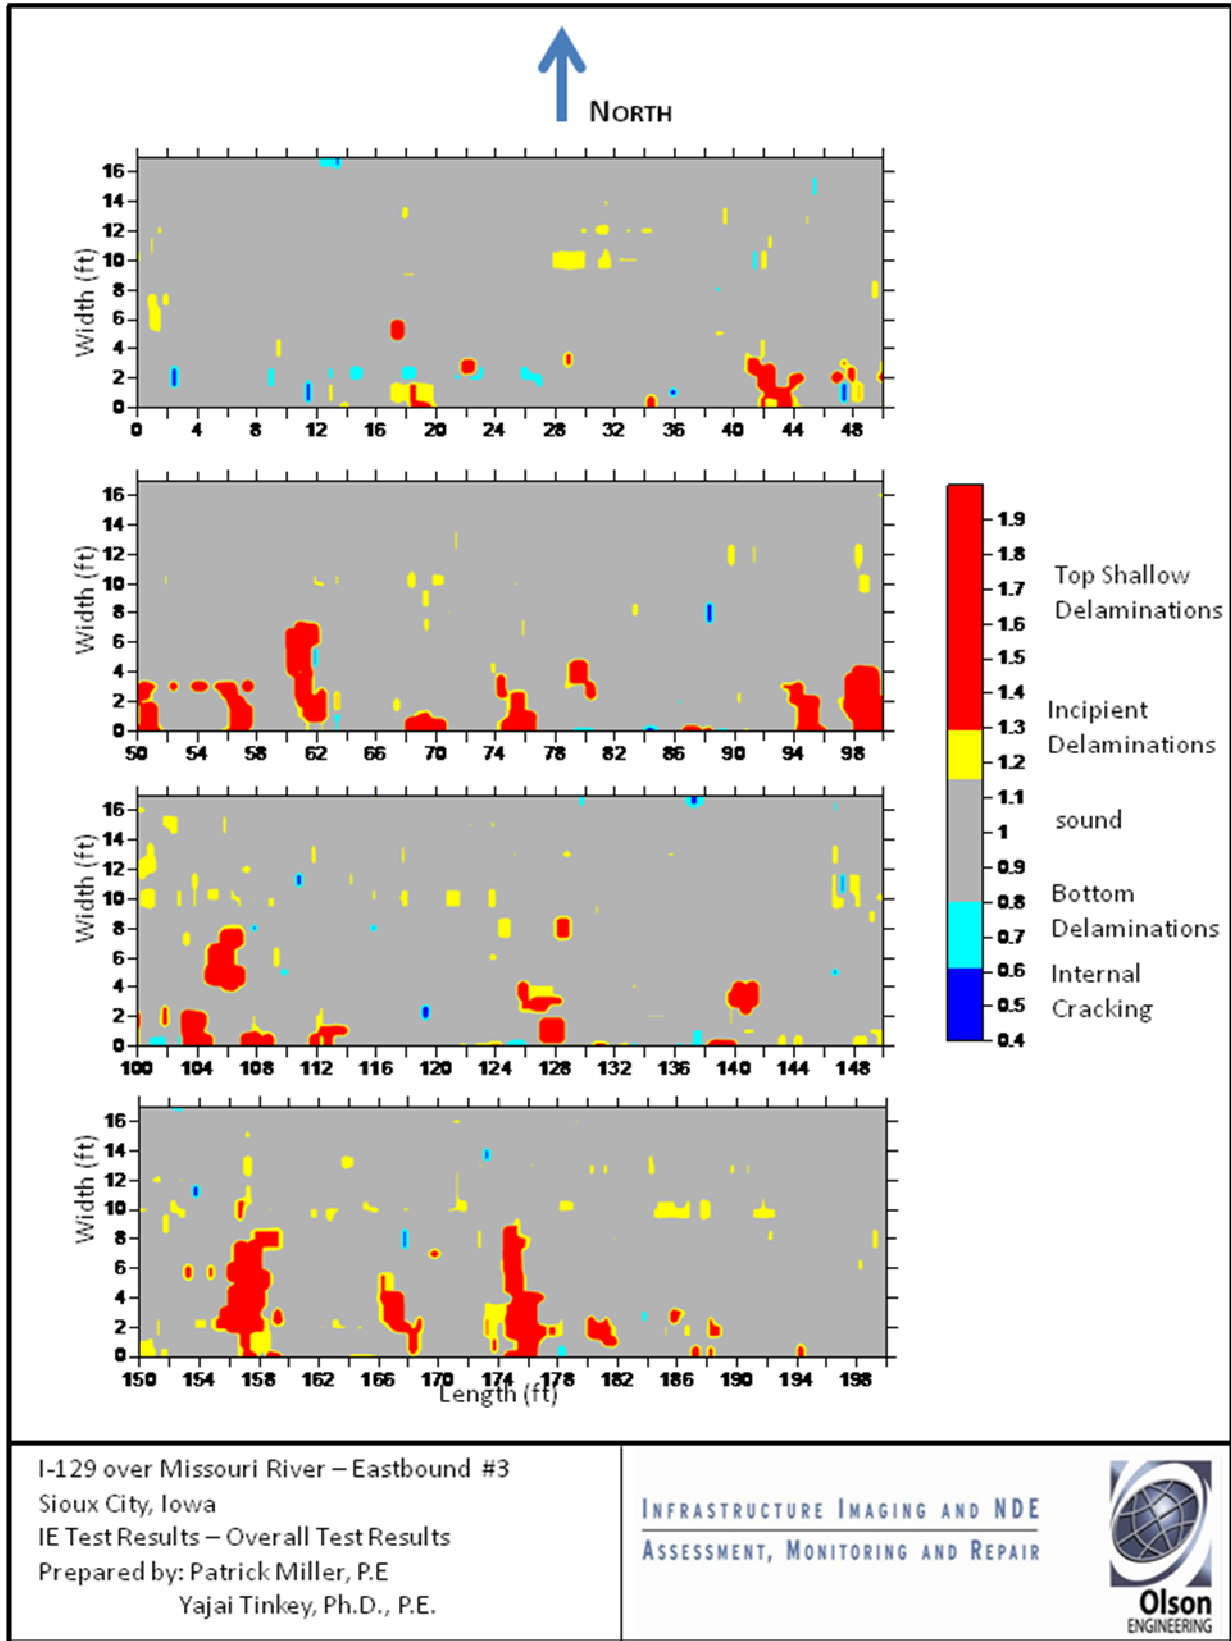 NORTH
16
14
12
10
8
6
4
2
0
Width (ft)
0 4 8 12 16 20 24 28 32 36 40 44 48
16
14
12
10
8
6
4
2
0
Width (ft)
50 54 58 62 66 70 74 78 82 86 90 94 98
1.9
1.8
1.7
1.6
1.5
1.4
1.3
1.2
1.1
1
0.9
0.8
0.7
0.6
0.5
0.4
Top Shallow
Delaminations
Incipient
Delaminations
sound
Bottom
Delaminations
Internal
Cracking
16
14
12
10
8
6
4
2
0
Width (ft)
100 104 108 112 116 120 124 128 132 136 140 144 148
16
14
12
10
8
6
4
2
0
Width (ft)
150 154 158 162 166 170 174 178 182 186 190 194 198
Length (ft)
I-129 over Missouri River – Eastbound #3
Sioux City, Iowa
IE Test Results – Overall Test Results
Prepared by: Patrick Miller, P.E
Yajai Tinkey, Ph.D., P.E.
INFRASTRUCTURE IMAGING AND NDE
ASSESSMENT, MONITORING AND REPAIR
Olson
ENGINEERING